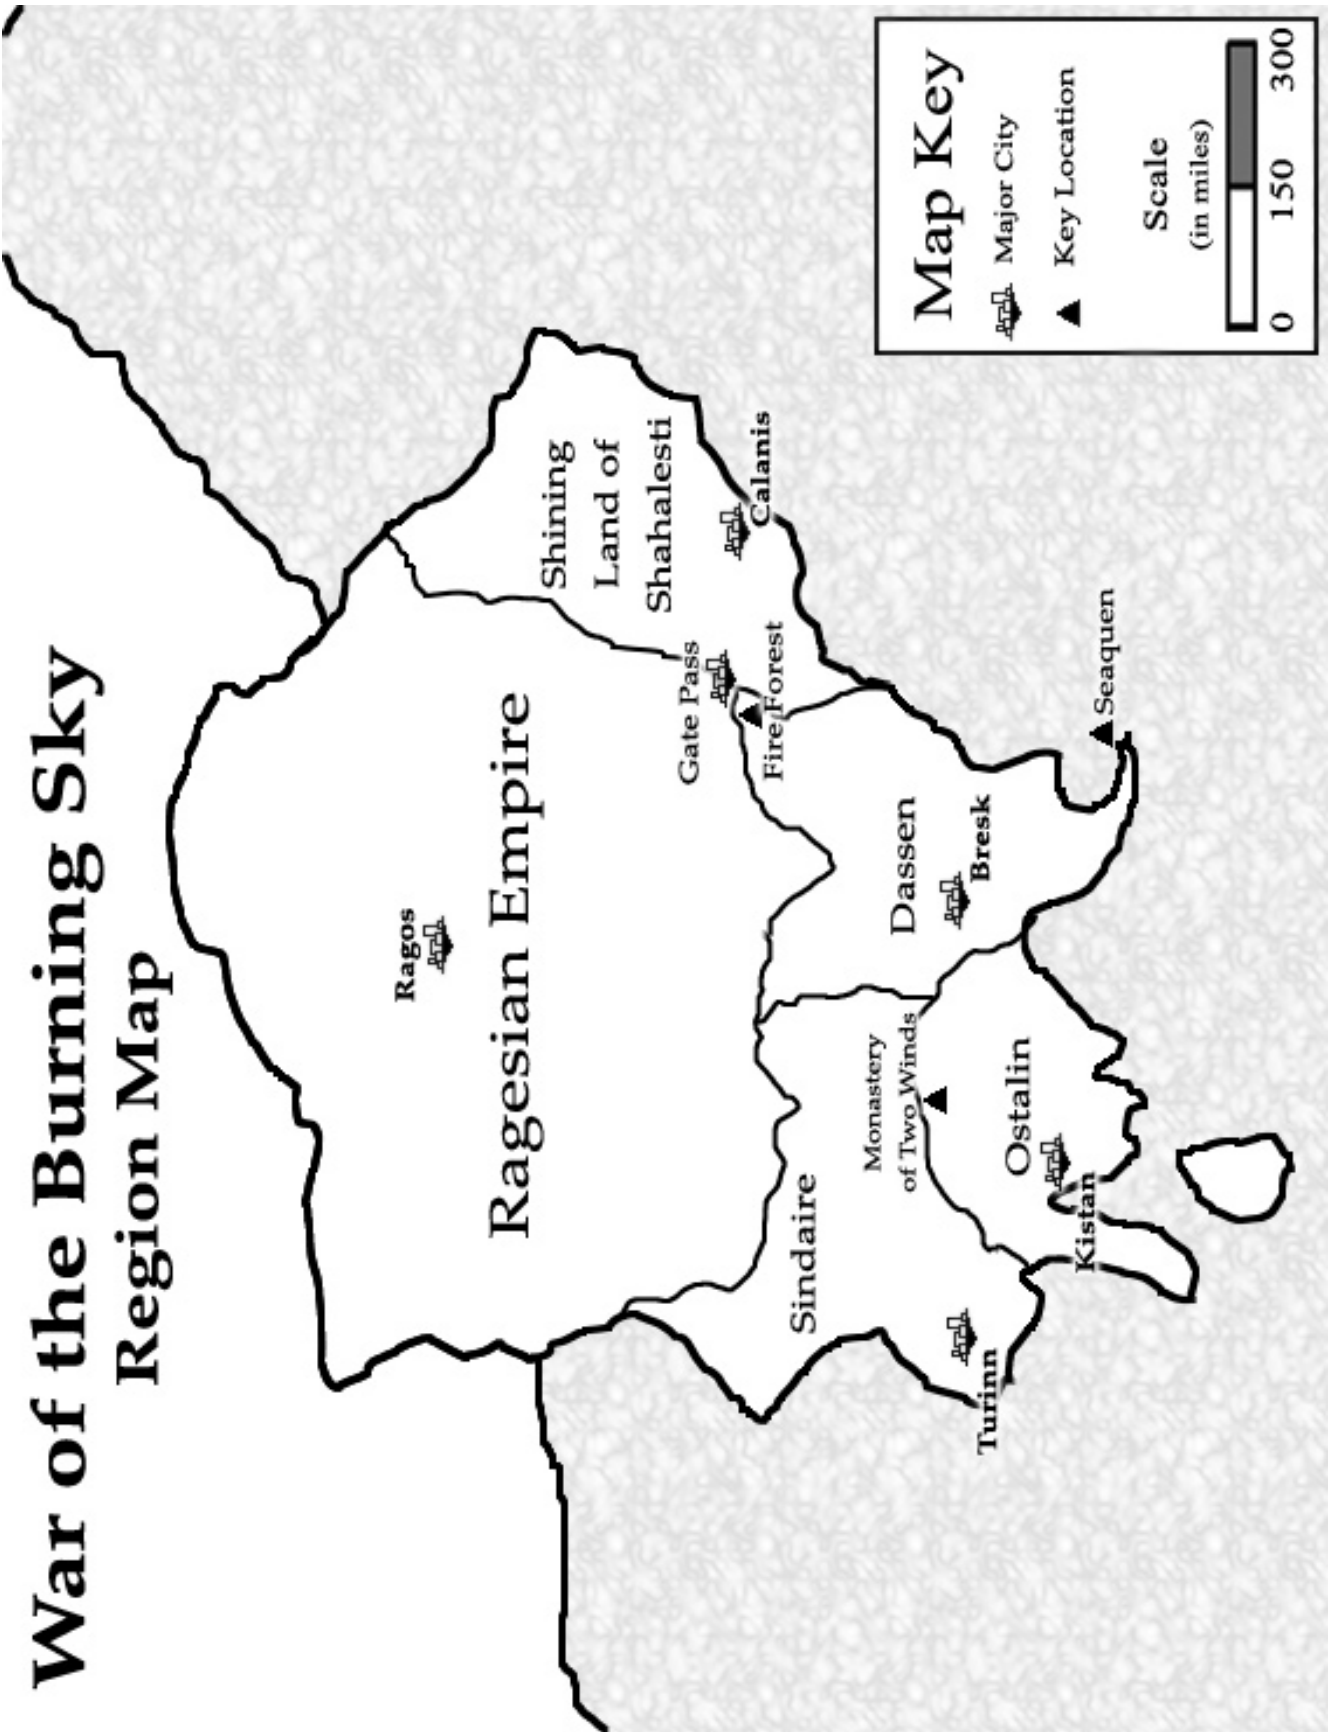 War of the Burning Sky
Region Map
Ragos
Ragesian Empire
Shining
Land of
Shahalesti
Calanis
Gate Pass
Fire Forest
Sindaire
Monastery
of Two Winds
Dassen
Bresk
Turinn
Ostalin
Kistan
Seaquen
Map Key
Major City
Key Location
Scale
(in miles)
0 150 300